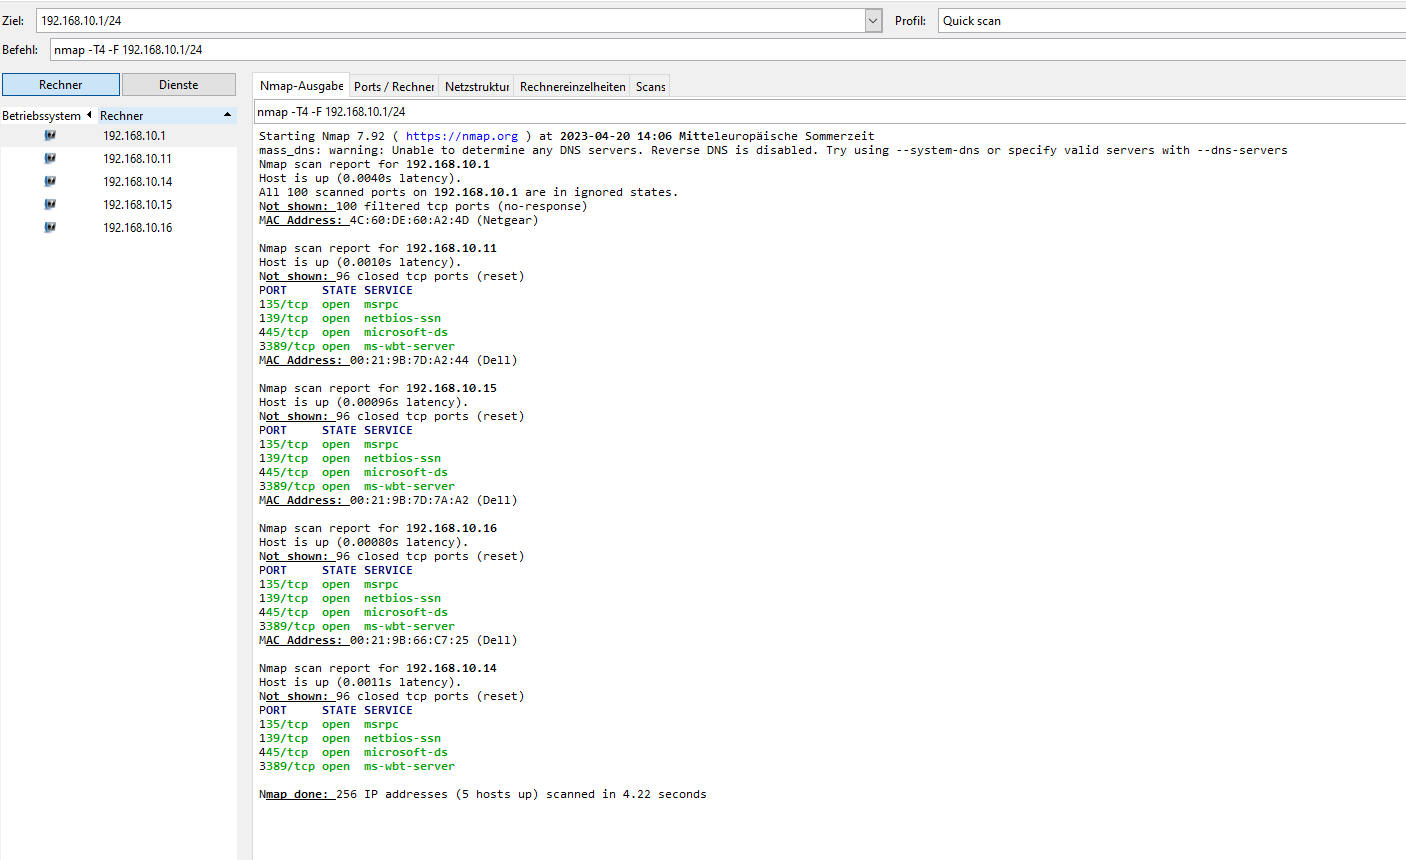 Ziel: 192.168.10.1/24 Profil: Quick scan
Befehl: nmap -T4 -F 192.168.10.1/24
Rechner Dienste
Betriebssystem Rechner
192.168.10.1
192.168.10.11
192.168.10.14
192.168.10.15
192.168.10.16
Nmap-Ausgabe Ports / Rechner Netzstruktur Rechnereinzelheiten Scans
nmap -T4 -F 192.168.10.1/24
Starting Nmap 7.92 ( https://nmap.org ) at 2023-04-20 14:06 Mitteleuropäische Sommerzeit
mass_dns: warning: Unable to determine any DNS servers. Reverse DNS is disabled. Try using --system-dns or specify valid servers with --dns-servers
Nmap scan report for 192.168.10.1
Host is up (0.0040s latency).
All 100 scanned ports on 192.168.10.1 are in ignored states.
Not shown: 100 filtered tcp ports (no-response)
MAC Address: 4C:60:DE:60:A2:4D (Netgear)
Nmap scan report for 192.168.10.11
Host is up (0.0010s latency).
Not shown: 96 closed tcp ports (reset)
PORT     STATE SERVICE
135/tcp  open  msrpc
139/tcp  open  netbios-ssn
445/tcp  open  microsoft-ds
3389/tcp open  ms-wbt-server
MAC Address: 00:21:9B:7D:A2:44 (Dell)
Nmap scan report for 192.168.10.15
Host is up (0.00096s latency).
Not shown: 96 closed tcp ports (reset)
PORT     STATE SERVICE
135/tcp  open  msrpc
139/tcp  open  netbios-ssn
445/tcp  open  microsoft-ds
3389/tcp open  ms-wbt-server
MAC Address: 00:21:9B:7D:7A:A2 (Dell)
Nmap scan report for 192.168.10.16
Host is up (0.00080s latency).
Not shown: 96 closed tcp ports (reset)
PORT     STATE SERVICE
135/tcp  open  msrpc
139/tcp  open  netbios-ssn
445/tcp  open  microsoft-ds
3389/tcp open  ms-wbt-server
MAC Address: 00:21:9B:66:C7:25 (Dell)
Nmap scan report for 192.168.10.14
Host is up (0.0011s latency).
Not shown: 96 closed tcp ports (reset)
PORT     STATE SERVICE
135/tcp  open  msrpc
139/tcp  open  netbios-ssn
445/tcp  open  microsoft-ds
3389/tcp open  ms-wbt-server
Nmap done: 256 IP addresses (5 hosts up) scanned in 4.22 seconds